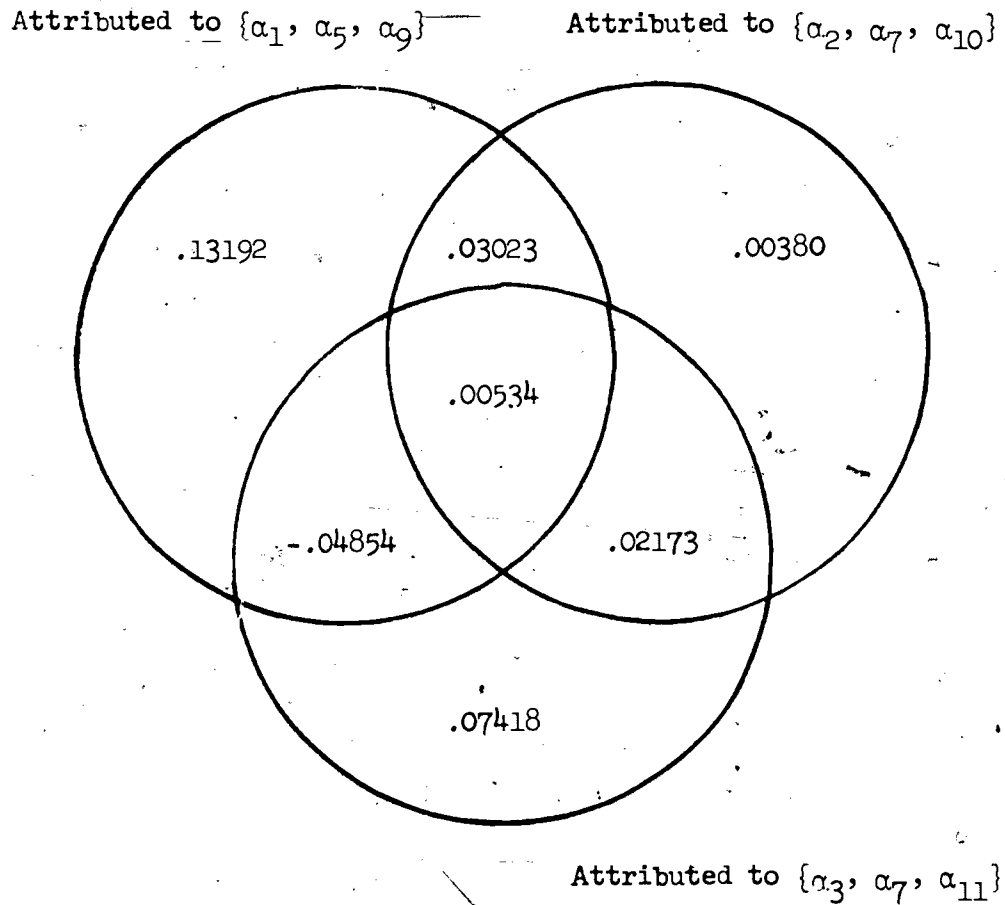 Attributed to {α₁, α₅, α₉}
Attributed to {α₂, α₇, α₁₀}
.13192
.03023
.00380
.00534
-.04854
.02173
.07418
Attributed to {α₃, α₇, α₁₁}